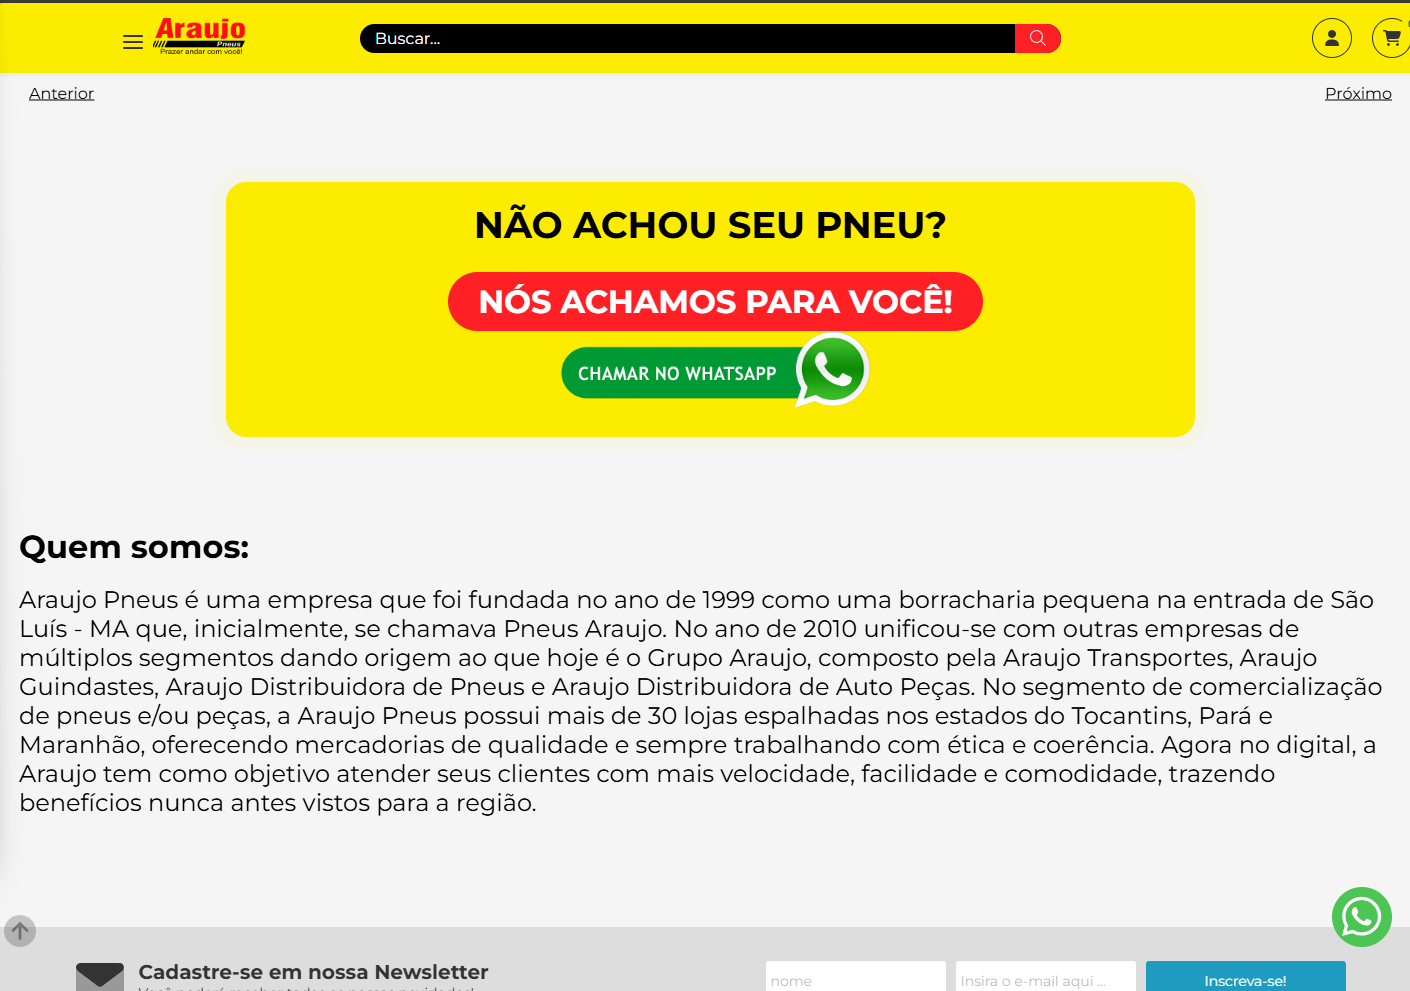 Araujo
Pneus
Prazer andar com você!
Buscar...
Anterior
Próximo
NÃO ACHOU SEU PNEU?
NÓS ACHAMOS PARA VOCÊ!
CHAMAR NO WHATSAPP
Quem somos:
Araujo Pneus é uma empresa que foi fundada no ano de 1999 como uma borracharia pequena na entrada de São
Luís - MA que, inicialmente, se chamava Pneus Araujo. No ano de 2010 unificou-se com outras empresas de
múltiplos segmentos dando origem ao que hoje é o Grupo Araujo, composto pela Araujo Transportes, Araujo
Guindastes, Araujo Distribuidora de Pneus e Araujo Distribuidora de Auto Peças. No segmento de comercialização
de pneus e/ou peças, a Araujo Pneus possui mais de 30 lojas espalhadas nos estados do Tocantins, Pará e
Maranhão, oferecendo mercadorias de qualidade e sempre trabalhando com ética e coerência. Agora no digital, a
Araujo tem como objetivo atender seus clientes com mais velocidade, facilidade e comodidade, trazendo
benefícios nunca antes vistos para a região.
Cadastre-se em nossa Newsletter
nome
Insira o e-mail aqui ...
Inscreva-se!